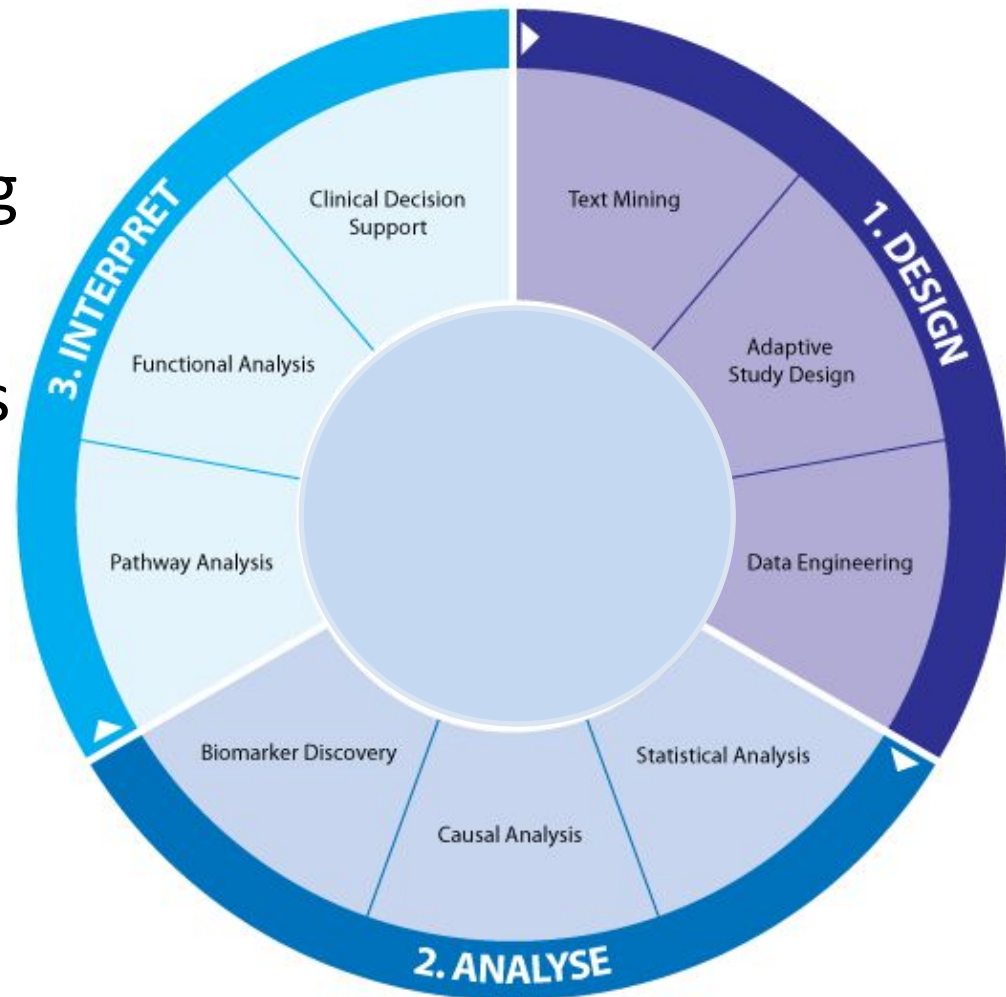 g
s
1. DESIGN
Text Mining
Adaptive
Study Design
Data Engineering
2. ANALYSE
Statistical Analysis
Causal Analysis
Biomarker Discovery
3. INTERPRET
Pathway Analysis
Functional Analysis
Clinical Decision
Support